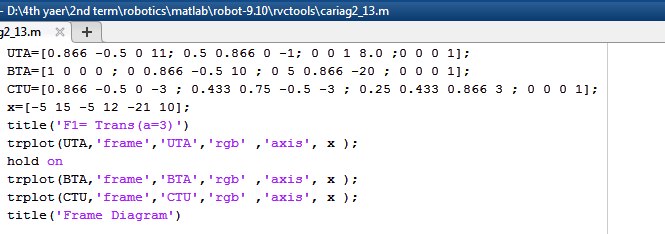 - D:\4th yaer\2nd term\robotics\matlab\robot-9.10\rvctools\cariag2_13.m
g2_13.m × +
UTA=[0.866 -0.5 0 11; 0.5 0.866 0 -1; 0 0 1 8.0 ;0 0 0 1];
BTA=[1 0 0 0 ; 0 0.866 -0.5 10 ; 0 5 0.866 -20 ; 0 0 0 1];
CTU=[0.866 -0.5 0 -3 ; 0.433 0.75 -0.5 -3 ; 0.25 0.433 0.866 3 ; 0 0 0 1];
x=[-5 15 -5 12 -21 10];
title('F1= Trans(a=3)')
trplot(UTA,'frame','UTA','rgb' ,'axis', x );
hold on
trplot(BTA,'frame','BTA','rgb' ,'axis', x );
trplot(CTU,'frame','CTU','rgb' ,'axis', x );
title('Frame Diagram')